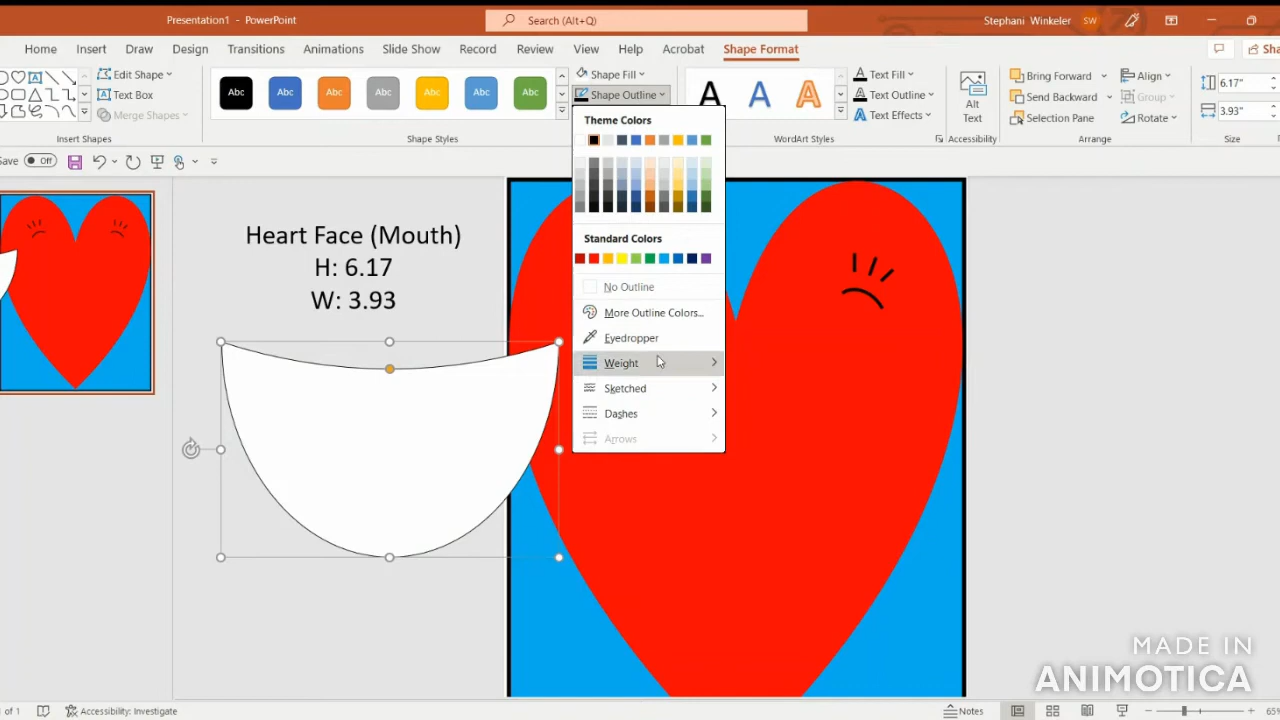 Presentation1 - PowerPoint
Search (Alt+Q)
Stephani Winkeler SW
Home Insert Draw Design Transitions Animations Slide Show Record Review View Help Acrobat Shape Format
Edit Shape
Text Box
Merge Shapes
Insert Shapes
Abc Abc Abc Abc Abc Abc Abc
Shape Styles
Shape Fill
Shape Outline
A A A
WordArt Styles
Text Fill
Text Outline
Text Effects
Alt
Text
Accessibility
Bring Forward
Send Backward
Selection Pane
Align
Group
Rotate
Arrange
6.17"
3.93"
Size
Off
Theme Colors
Standard Colors
No Outline
More Outline Colors...
Eyedropper
Weight
Sketched
Dashes
Arrows
Heart Face (Mouth)
H: 6.17
W: 3.93
MADE IN
ANIMOTICA
of 1
Accessibility: Investigate
Notes